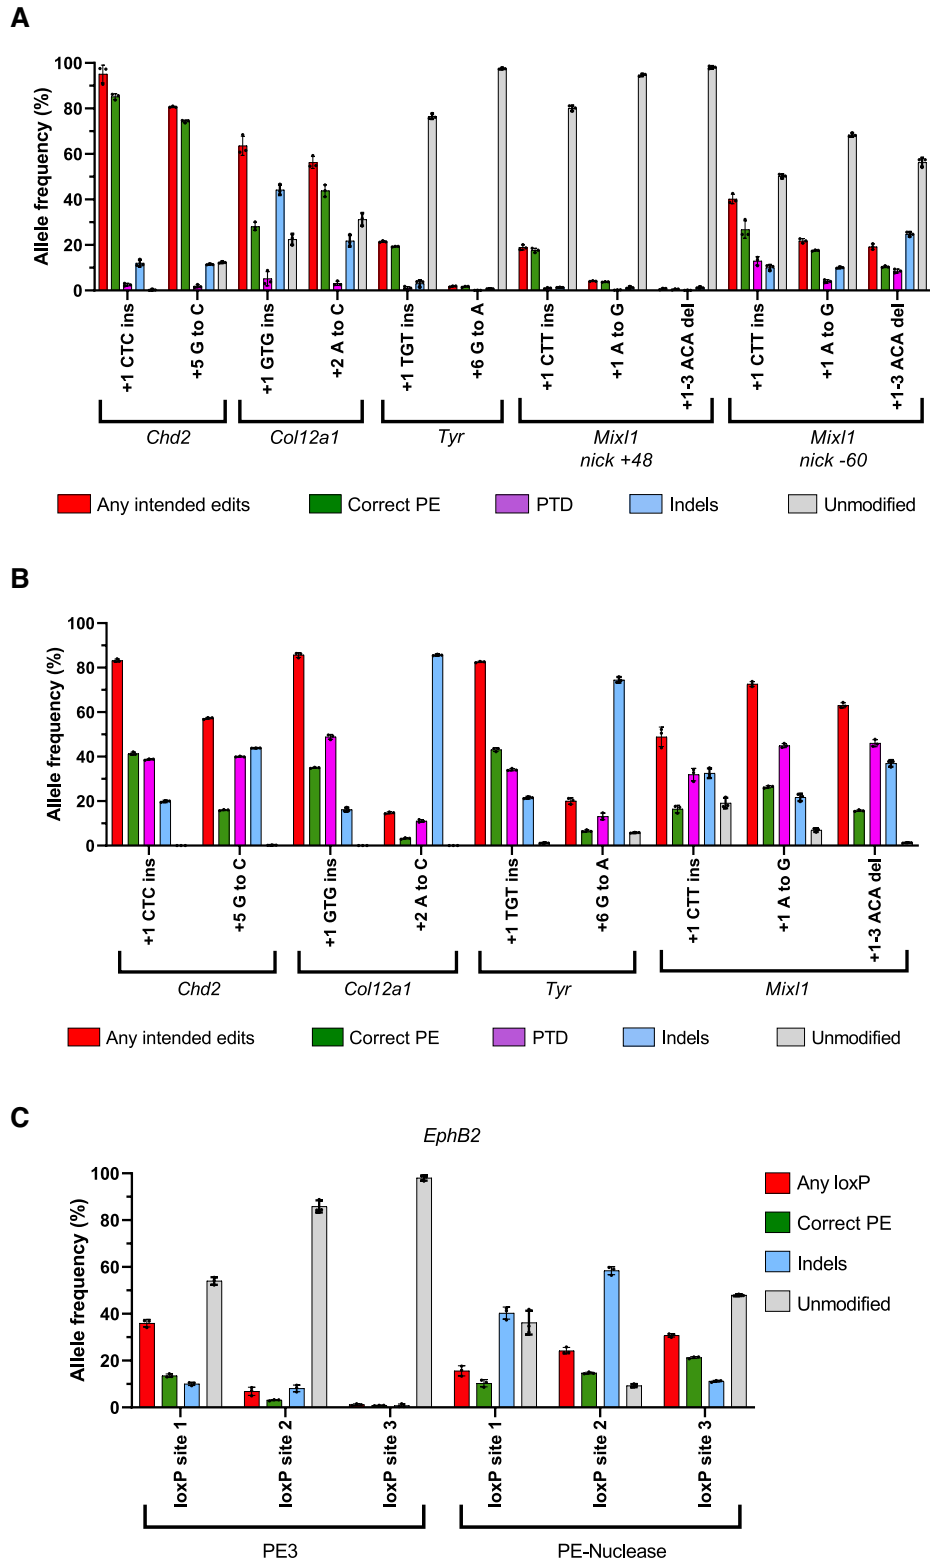 A
Allele frequency (%)
100
80
60
40
20
0
+1 CTC ins
+5 G to C
+1 GTG ins
+2 A to C
+1 TGT ins
+6 G to A
+1 CTT ins
+1 A to G
+1-3 ACA del
+1 CTT ins
+1 A to G
+1-3 ACA del
Chd2
Col12a1
Tyr
Mixl1
nick +48
Mixl1
nick -60
Any intended edits
Correct PE
PTD
Indels
Unmodified
B
Allele frequency (%)
100
80
60
40
20
0
+1 CTC ins
+5 G to C
+1 GTG ins
+2 A to C
+1 TGT ins
+6 G to A
+1 CTT ins
+1 A to G
+1-3 ACA del
Chd2
Col12a1
Tyr
Mixl1
Any intended edits
Correct PE
PTD
Indels
Unmodified
C
EphB2
Allele frequency (%)
100
80
60
40
20
0
loxP site 1
loxP site 2
loxP site 3
loxP site 1
loxP site 2
loxP site 3
PE3
PE-Nuclease
Any loxP
Correct PE
Indels
Unmodified